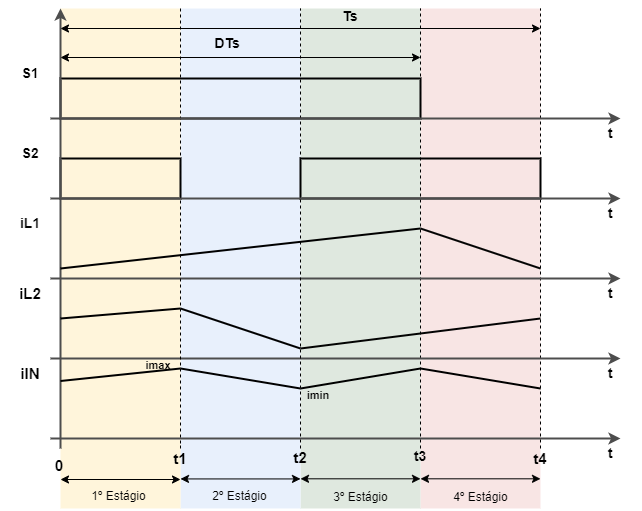 Ts
DTs
S1
t
S2
t
iL1
t
iL2
t
iIN
imax
imin
t
0
t1
t2
t3
t4
1º Estágio
2º Estágio
3º Estágio
4º Estágio